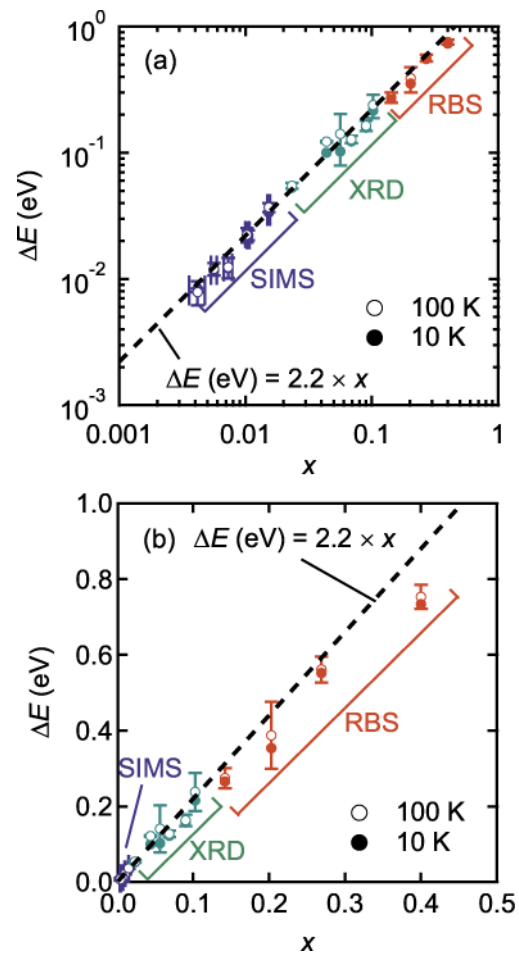 10⁰
(a)
RBS
10⁻¹
XRD
ΔE (eV)
SIMS
10⁻²
100 K
10 K
ΔE (eV) = 2.2 × x
10⁻³
0.001 0.01 0.1 1
x
1.0
(b) ΔE (eV) = 2.2 × x
0.8
0.6
ΔE (eV)
RBS
0.4
SIMS
0.2
100 K
XRD
10 K
0.0
0.0 0.1 0.2 0.3 0.4 0.5
x